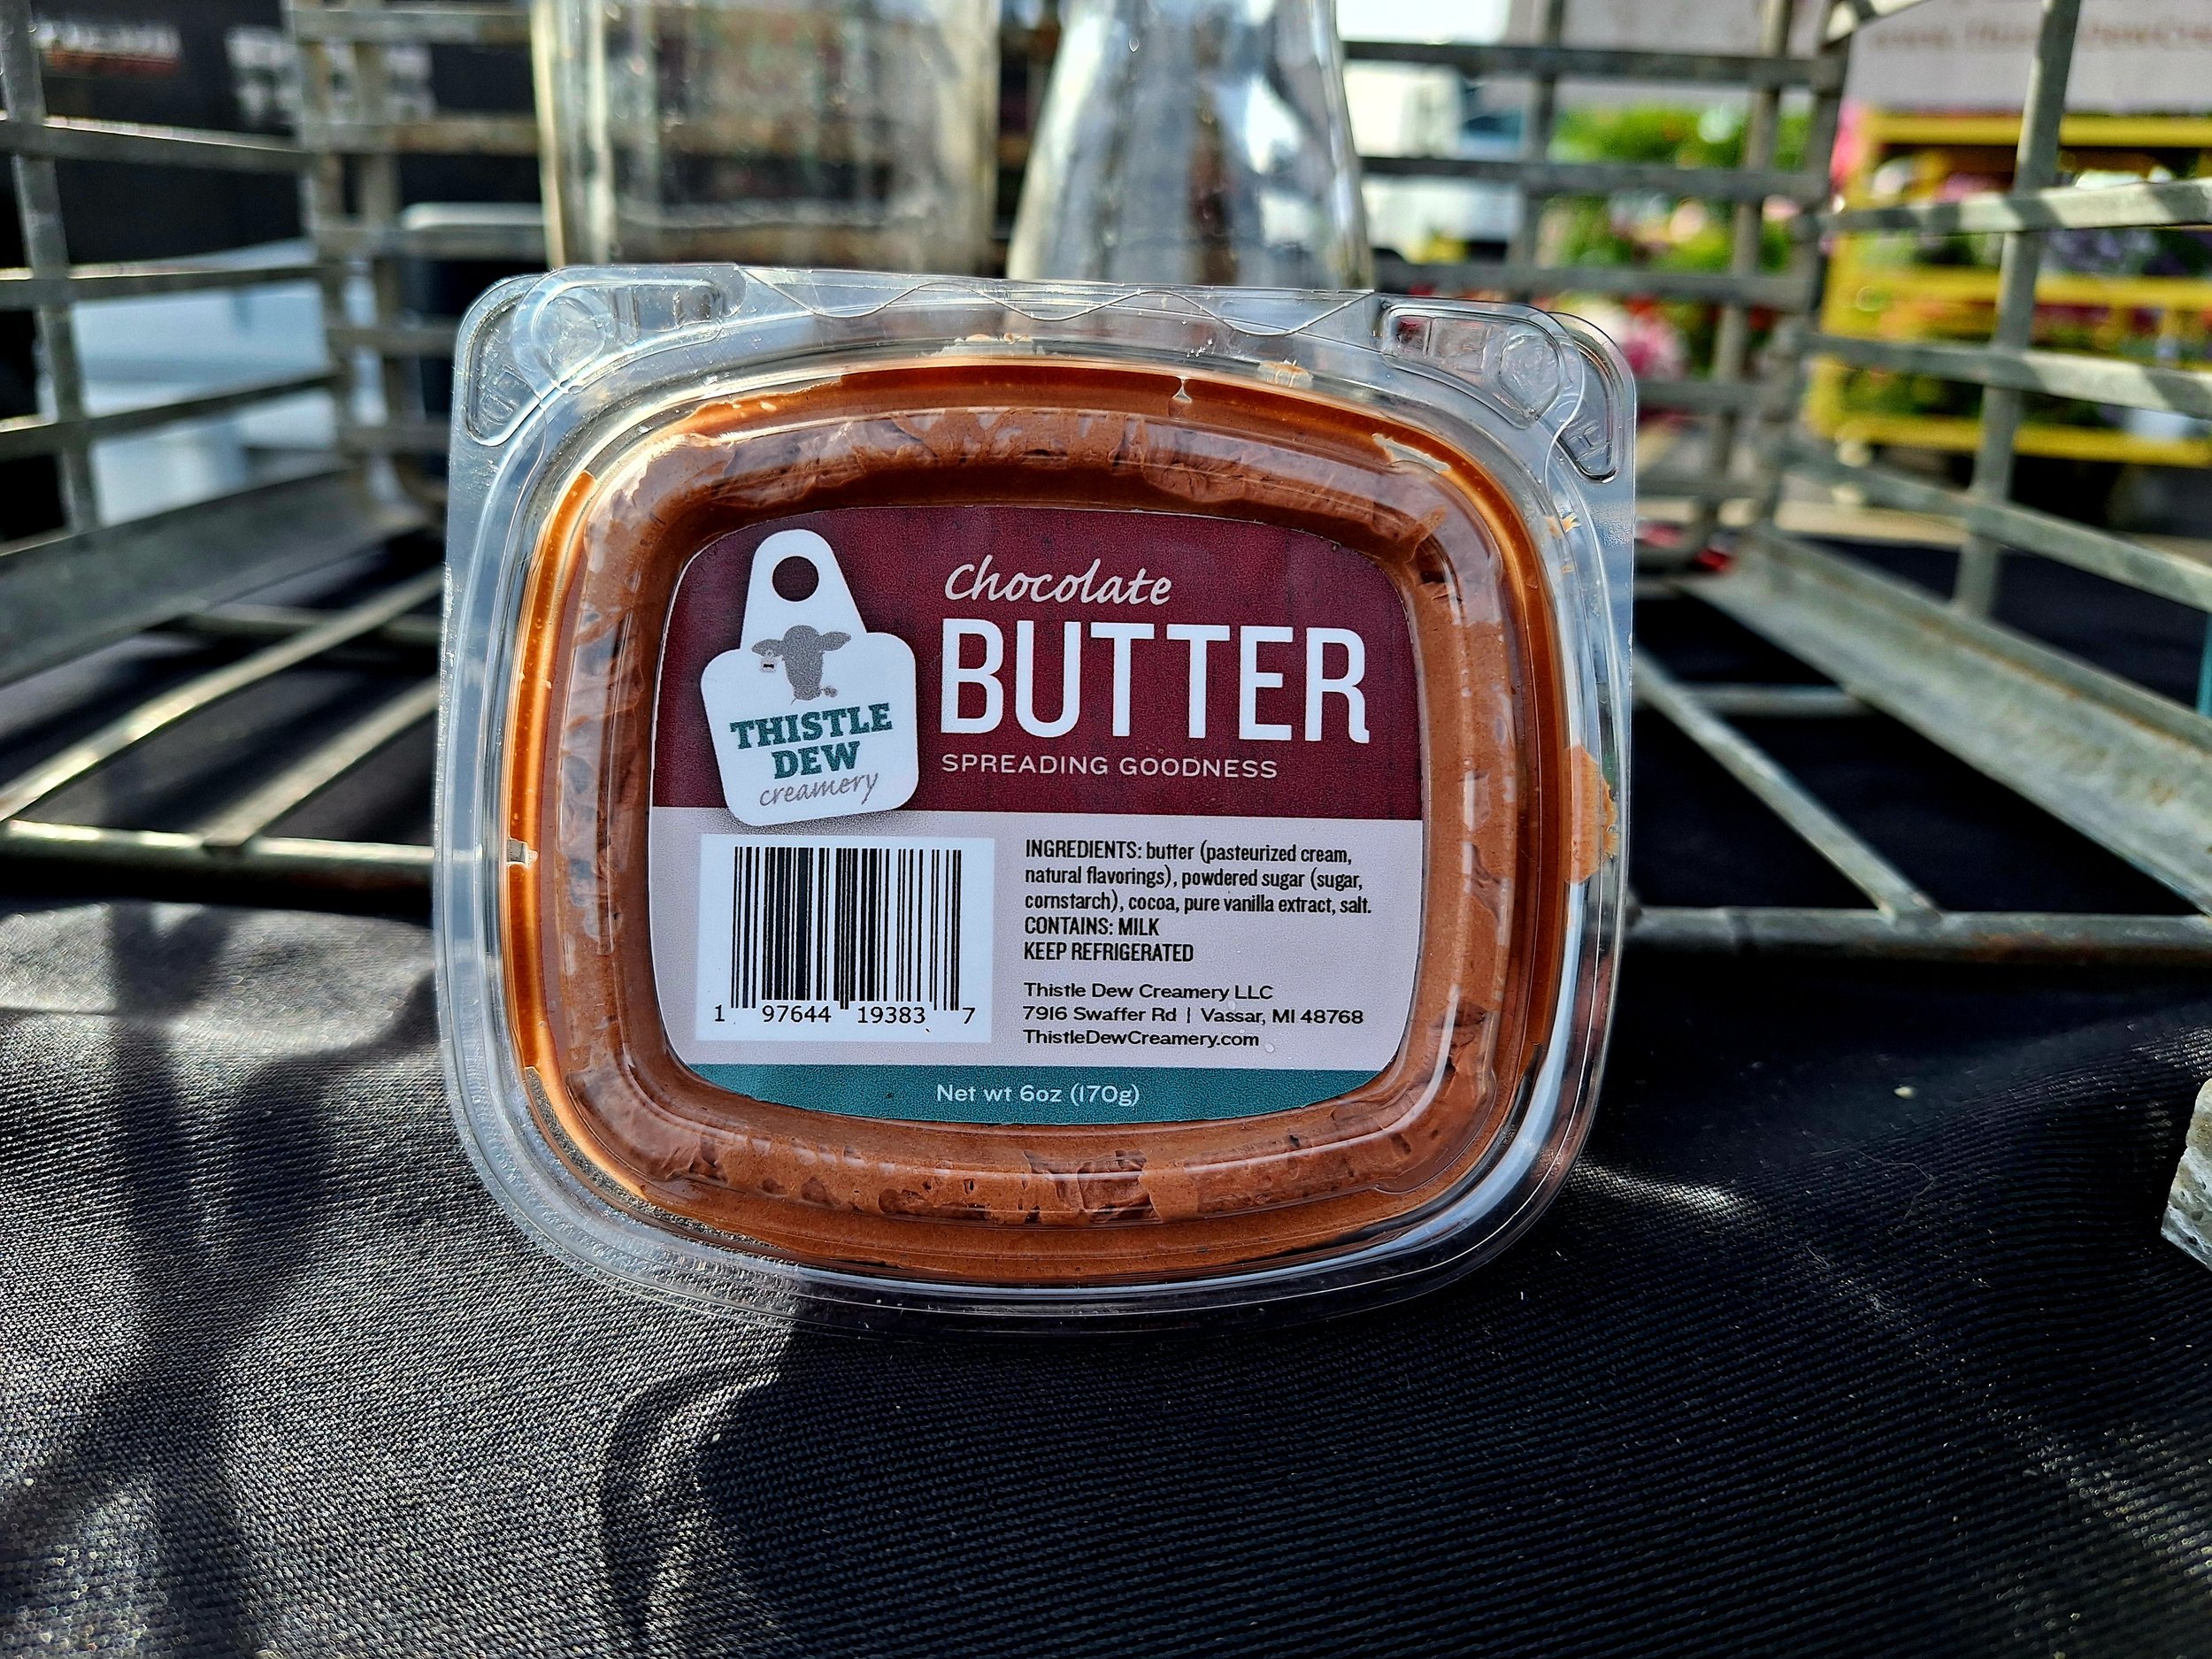 Chocolate
BUTTER
SPREADING GOODNESS
THISTLE
DEW
creamery
INGREDIENTS: butter (pasteurized cream,
natural flavorings), powdered sugar (sugar,
cornstarch), cocoa, pure vanilla extract, salt.
CONTAINS: MILK
KEEP REFRIGERATED
Thistle Dew Creamery LLC
7916 Swaffer Rd | Vassar, MI 48768
ThistleDewCreamery.com
1 97644 19383 7
Net wt 6oz (170g)